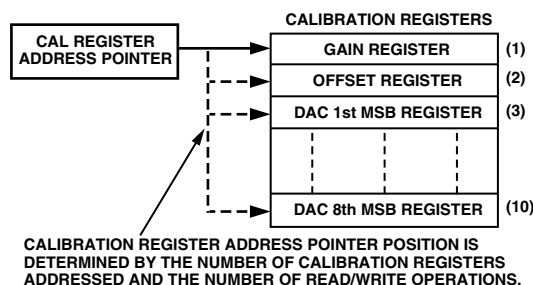 CALIBRATION REGISTERS
CAL REGISTER
ADDRESS POINTER
GAIN REGISTER (1)
OFFSET REGISTER (2)
DAC 1st MSB REGISTER (3)
DAC 8th MSB REGISTER (10)
CALIBRATION REGISTER ADDRESS POINTER POSITION IS
DETERMINED BY THE NUMBER OF CALIBRATION REGISTERS
ADDRESSED AND THE NUMBER OF READ/WRITE OPERATIONS.